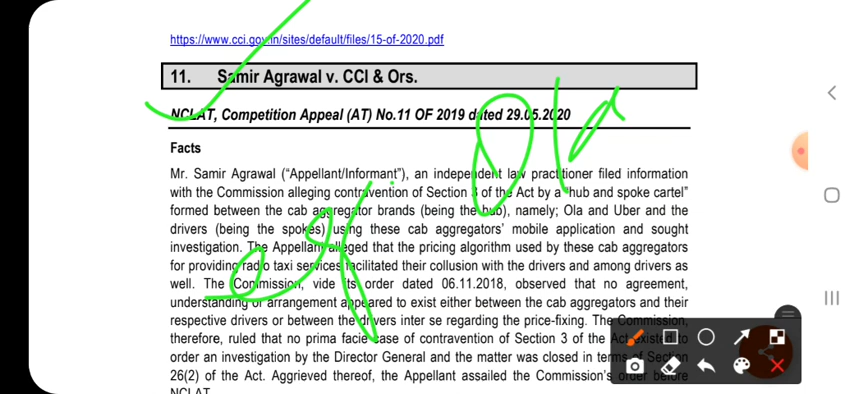 https://www.cci.gov.in/sites/default/files/15-of-2020.pdf
11. Samir Agrawal v. CCI & Ors.
NCLAT, Competition Appeal (AT) No.11 OF 2019 dated 29.05.2020
Facts
Mr. Samir Agrawal ("Appellant/Informant"), an independent law practitioner filed information
with the Commission alleging contravention of Section 3 of the Act by a "hub and spoke cartel"
formed between the cab aggregator brands (being the hub), namely; Ola and Uber and the
drivers (being the spokes) using these cab aggregators' mobile application and sought
investigation. The Appellant alleged that the pricing algorithm used by these cab aggregators
for providing radio taxi services facilitated their collusion with the drivers and among drivers as
well. The Commission, vide its order dated 06.11.2018, observed that no agreement,
understanding or arrangement appeared to exist either between the cab aggregators and their
respective drivers or between the drivers inter se regarding the price-fixing. The Commission,
therefore, ruled that no prima facie case of contravention of Section 3 of the Act existed to
order an investigation by the Director General and the matter was closed in terms of Section
26(2) of the Act. Aggrieved thereof, the Appellant assailed the Commission's order before
NCLAT.
eg. Ola